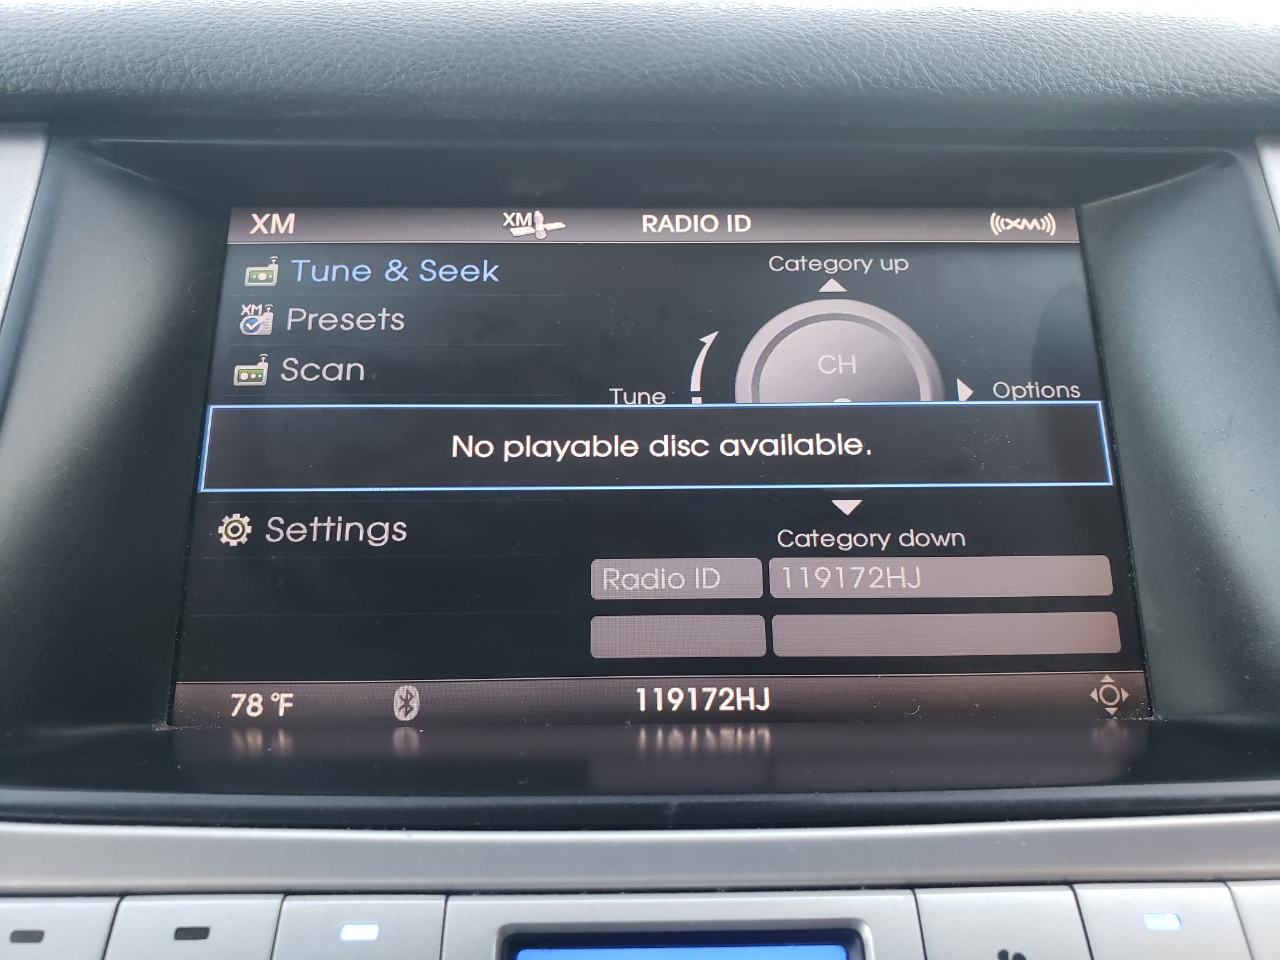 XM
XM
RADIO ID
((XM))
Tune & Seek
Category up
XM
Presets
CH
Scan
Tune
Options
No playable disc available.
Settings
Category down
Radio ID
119172HJ
78 °F
119172HJ